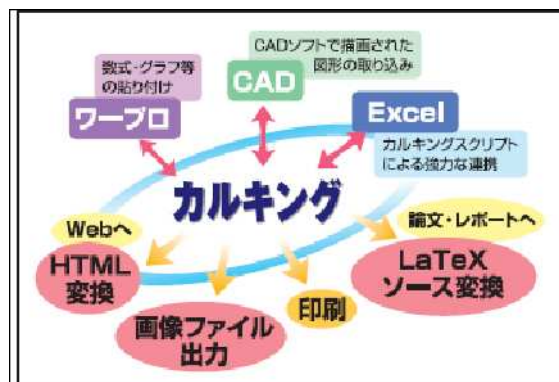 CADソフトで描画された
図形の取り込み
CAD
数式・グラフ等
の貼り付け
ワープロ
Excel
カルキングスクリプト
による強力な連携
カルキング
Webへ
HTML
変換
画像ファイル
出力
印刷
論文・レポートへ
LaTeX
ソース変換